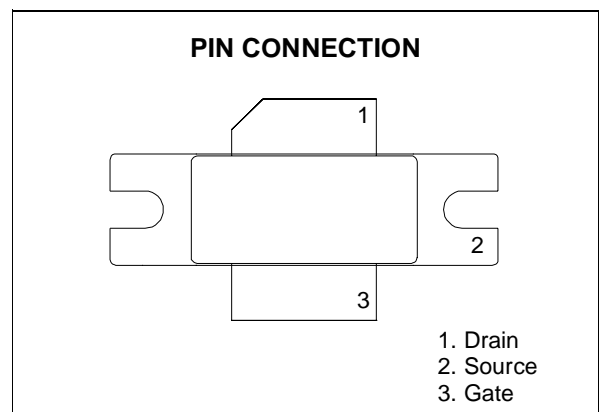 PIN CONNECTION
1
2
3
1. Drain
2. Source
3. Gate